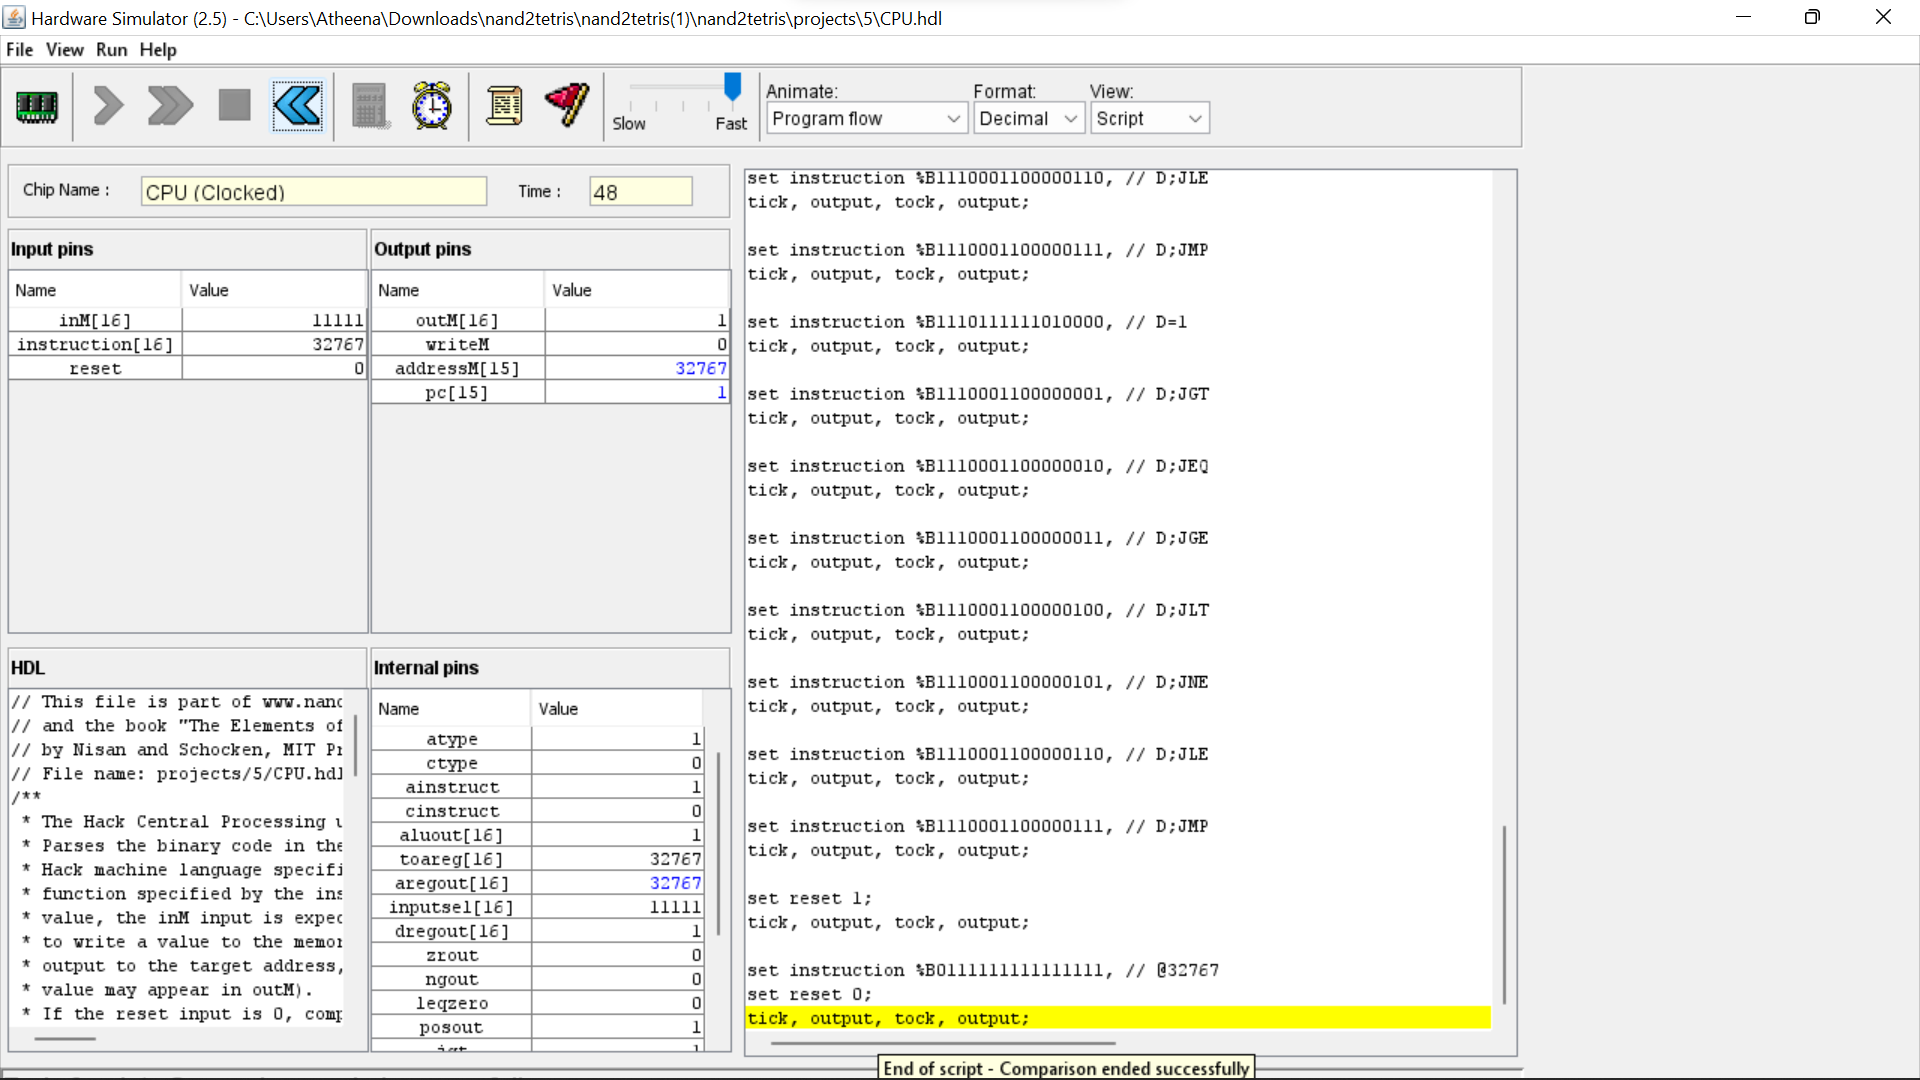 Hardware Simulator (2.5) - C:\Users\Atheena\Downloads\nand2tetris\nand2tetris(1)\nand2tetris\projects\5\CPU.hdl
File View Run Help
Animate: Format: View:
Slow Fast Program flow Decimal Script
Chip Name : CPU (Clocked) Time : 48
Input pins
Name Value
inM[16] 11111
instruction[16] 32767
reset 0
Output pins
Name Value
outM[16] 1
writeM 0
addressM[15] 32767
pc[15] 1
HDL
// This file is part of www.nand
// and the book "The Elements of
// by Nisan and Schocken, MIT Pr
// File name: projects/5/CPU.hdl
/**
* The Hack Central Processing u
* Parses the binary code in the
* Hack machine language specifi
* function specified by the ins
* value, the inM input is expec
* to write a value to the memor
* output to the target address,
* value may appear in outM).
* If the reset input is 0, comp
Internal pins
Name Value
atype 1
ctype 0
ainstruct 1
cinstruct 0
aluout[16] 1
toareg[16] 32767
aregout[16] 32767
inputsel[16] 11111
dregout[16] 1
zrout 0
ngout 0
leqzero 0
posout 1
jgt 1
set instruction %B1110001100000110, // D;JLE
tick, output, tock, output;
set instruction %B1110001100000111, // D;JMP
tick, output, tock, output;
set instruction %B1110111111010000, // D=1
tick, output, tock, output;
set instruction %B1110001100000001, // D;JGT
tick, output, tock, output;
set instruction %B1110001100000010, // D;JEQ
tick, output, tock, output;
set instruction %B1110001100000011, // D;JGE
tick, output, tock, output;
set instruction %B1110001100000100, // D;JLT
tick, output, tock, output;
set instruction %B1110001100000101, // D;JNE
tick, output, tock, output;
set instruction %B1110001100000110, // D;JLE
tick, output, tock, output;
set instruction %B1110001100000111, // D;JMP
tick, output, tock, output;
set reset 1;
tick, output, tock, output;
set instruction %B0111111111111111, // @32767
set reset 0;
tick, output, tock, output;
End of script - Comparison ended successfully